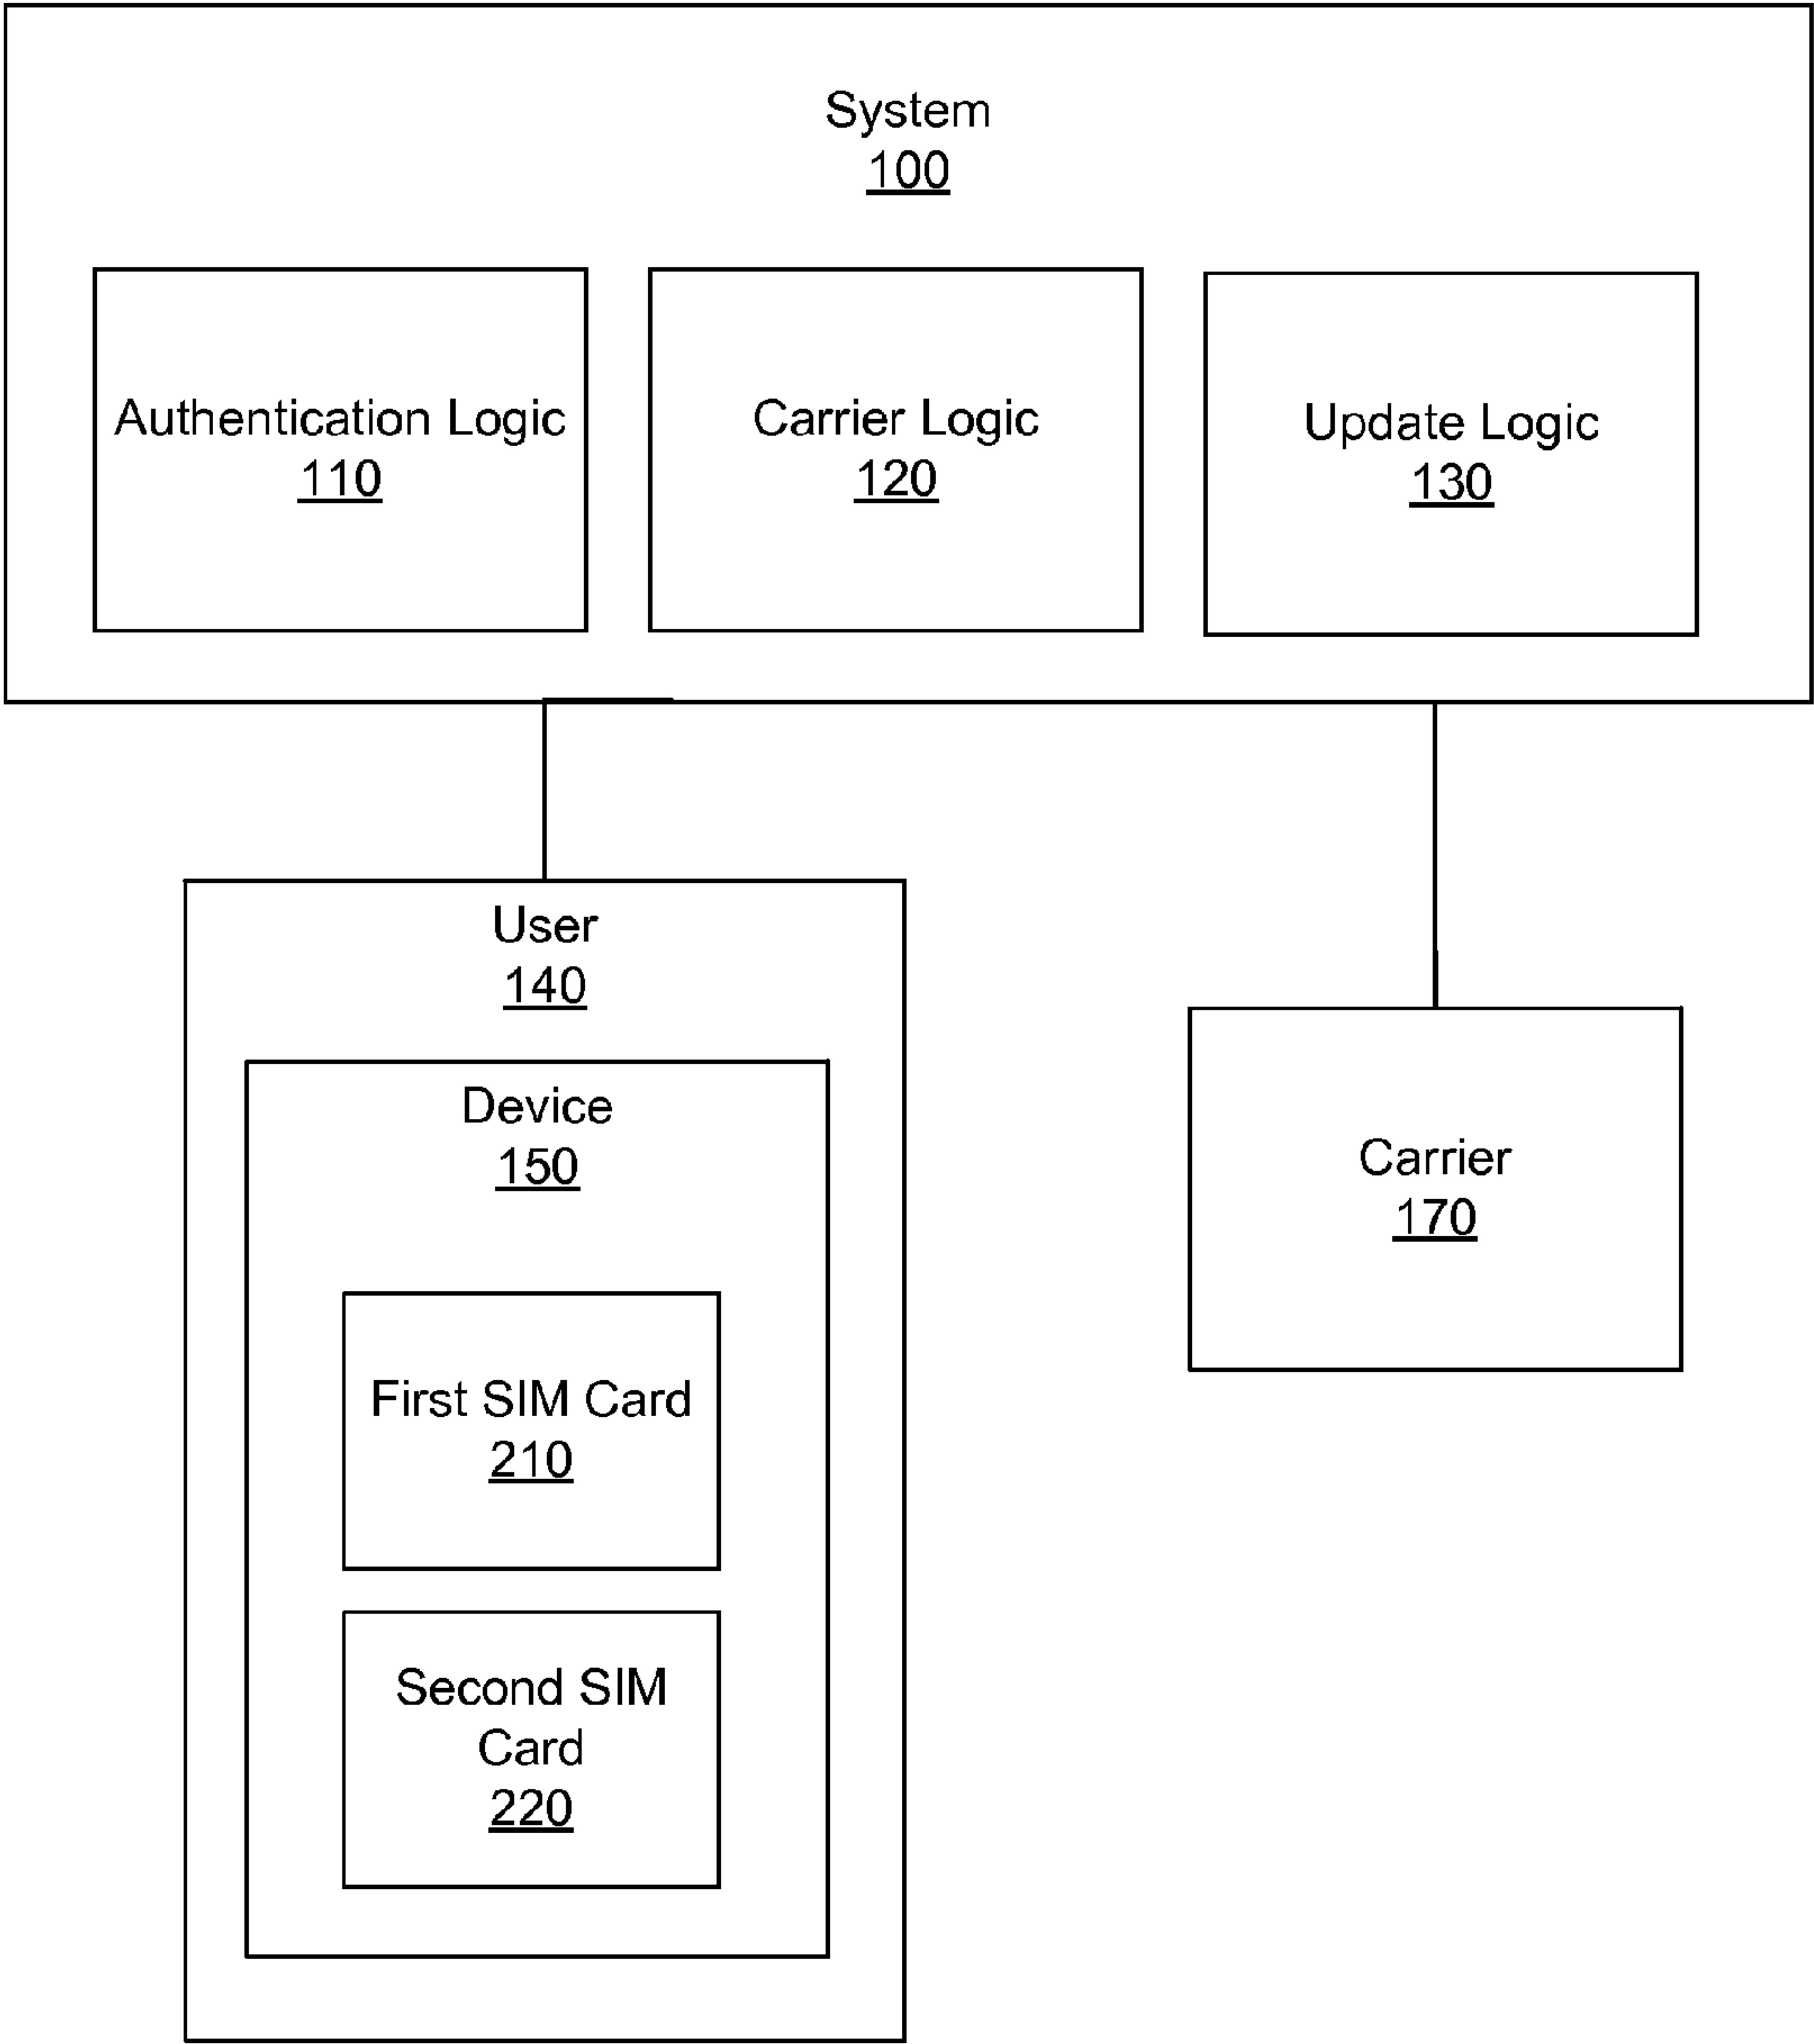 System
100
Authentication Logic
110
Carrier Logic
120
Update Logic
130
User
140
Device
150
First SIM Card
210
Second SIM
Card
220
Carrier
170